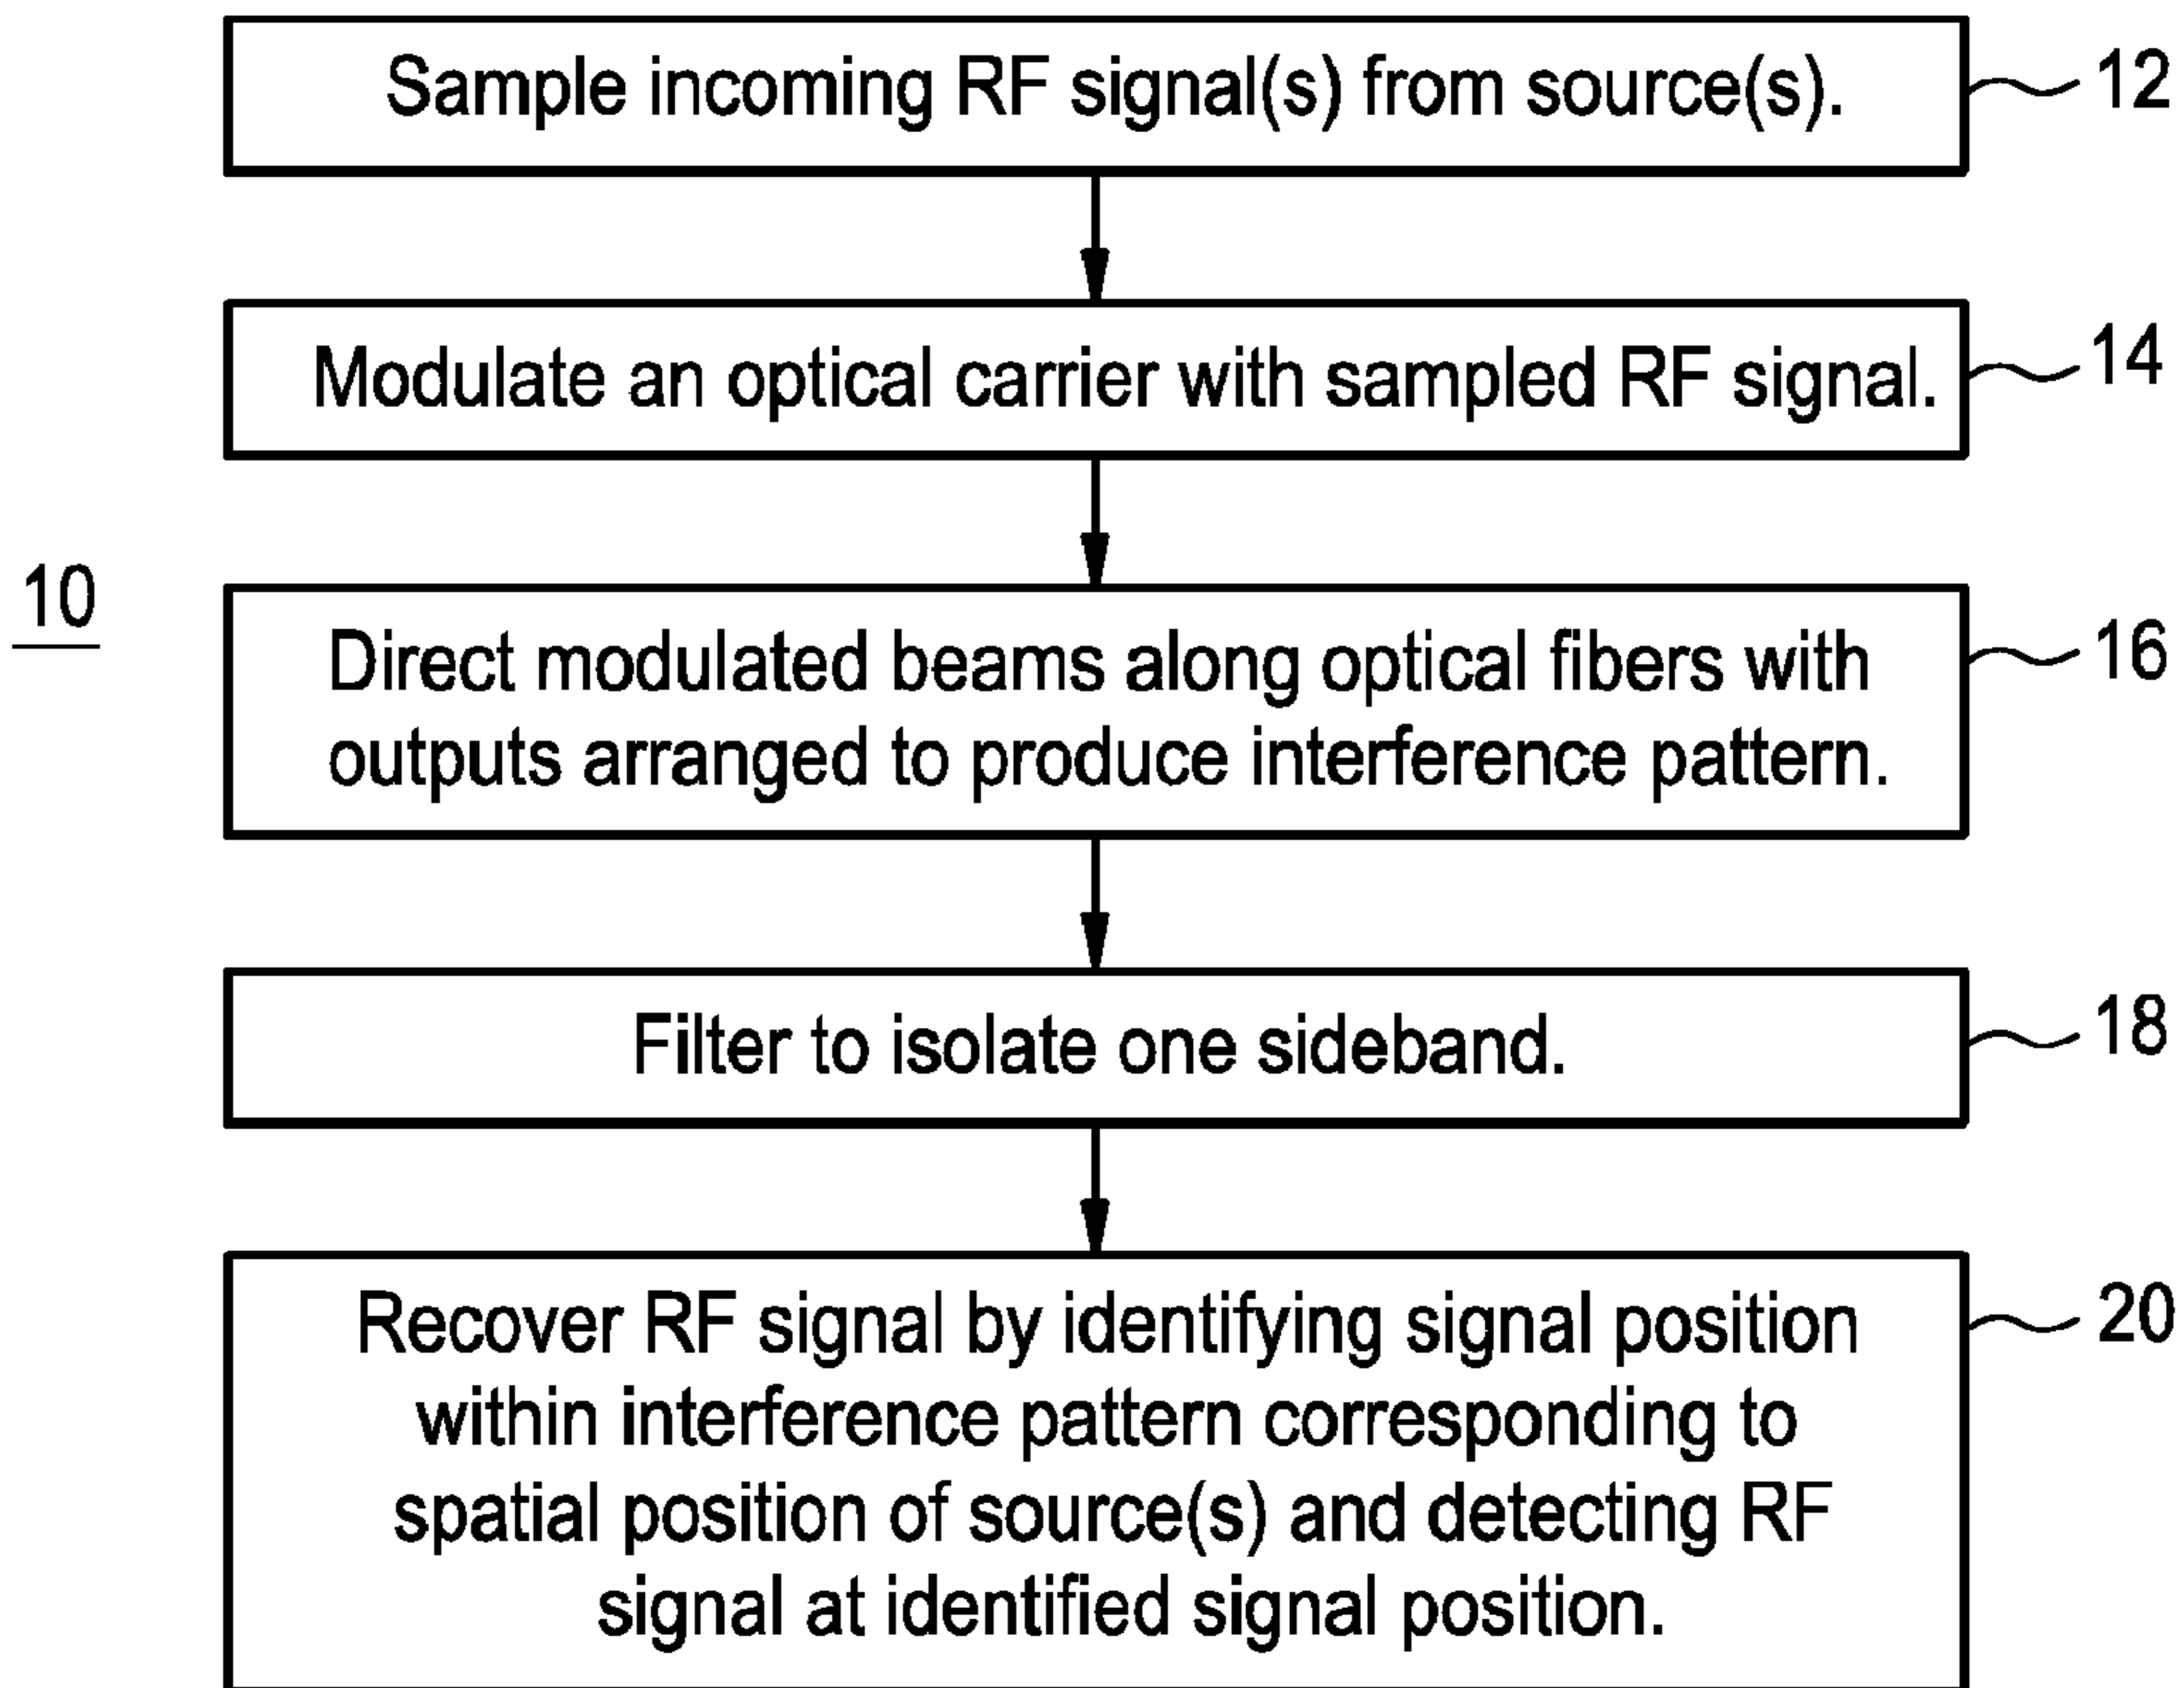 Sample incoming RF signal(s) from source(s).
12
Modulate an optical carrier with sampled RF signal.
14
10
Direct modulated beams along optical fibers with
outputs arranged to produce interference pattern.
16
Filter to isolate one sideband.
18
Recover RF signal by identifying signal position
within interference pattern corresponding to
spatial position of source(s) and detecting RF
signal at identified signal position.
20